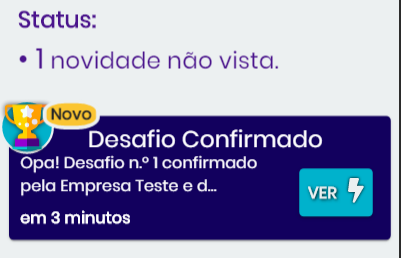 Status:
• 1 novidade não vista.
Novo
Desafio Confirmado
Opa! Desafio n.º 1 confirmado
pela Empresa Teste e d...
VER
em 3 minutos